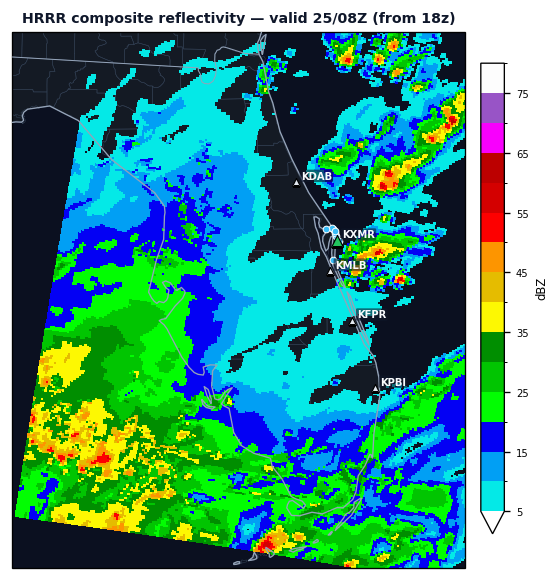 HRRR composite reflectivity — valid 25/08Z (from 18z)
KDAB
KXMR
KMLB
KFPR
KPBI
75
65
55
45
35
25
15
5
dBZ